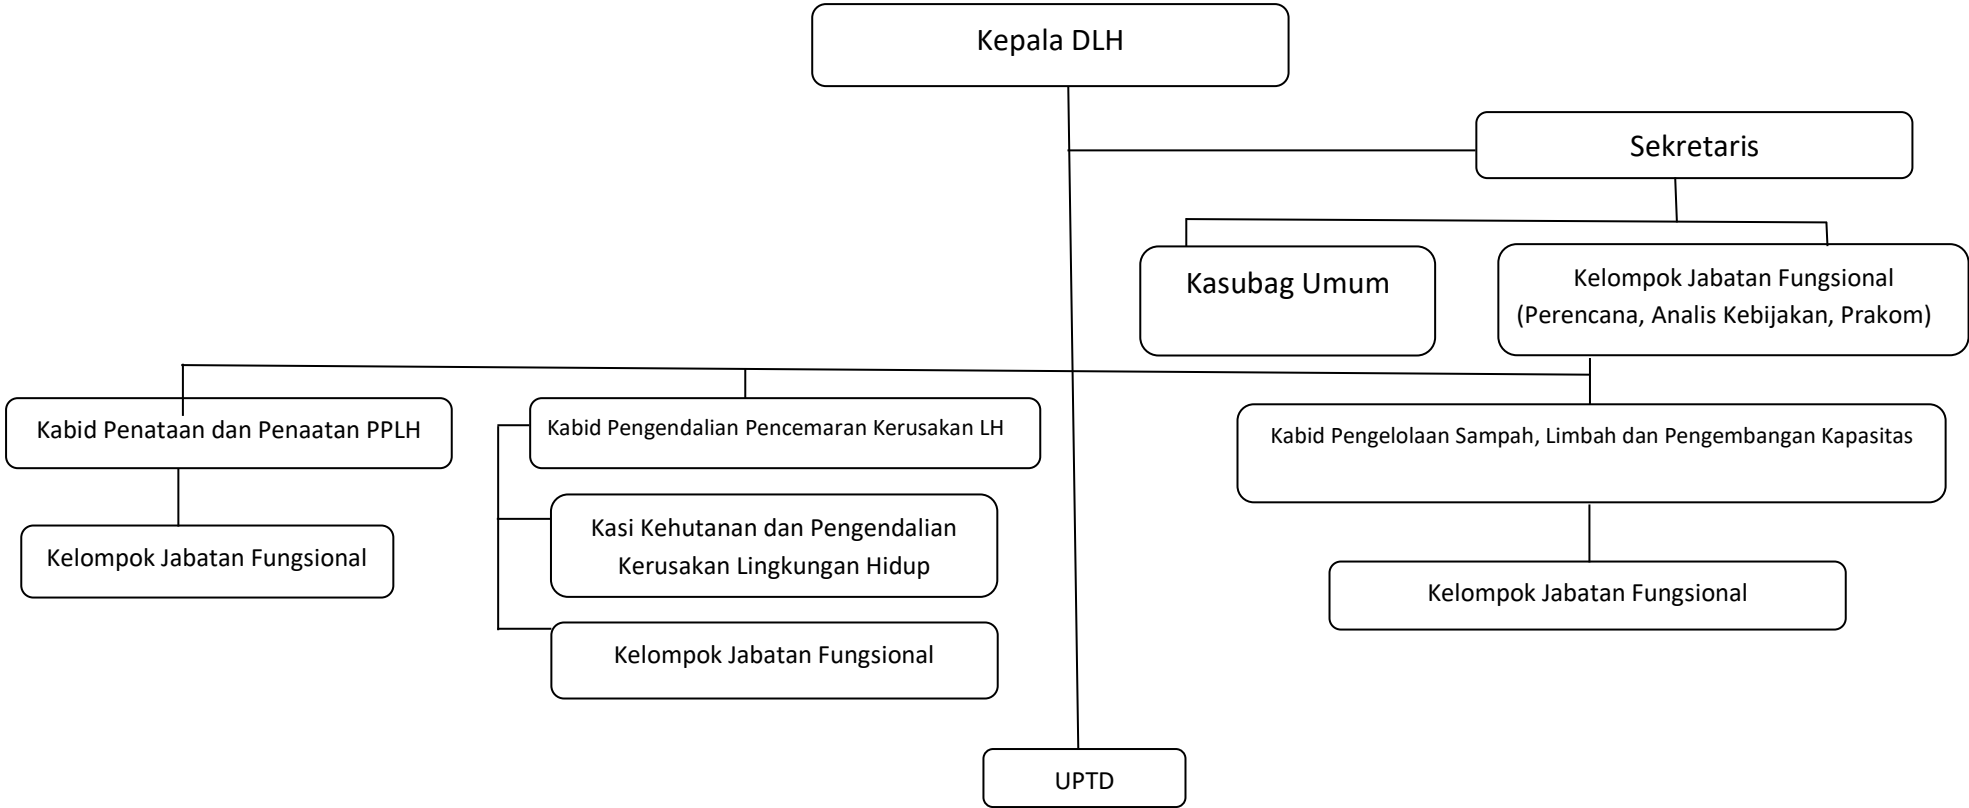 Kepala DLH
Sekretaris
Kasubag Umum
Kelompok Jabatan Fungsional
(Perencana, Analis Kebijakan, Prakom)
Kabid Penataan dan Penaatan PPLH
Kabid Pengendalian Pencemaran Kerusakan LH
Kabid Pengelolaan Sampah, Limbah dan Pengembangan Kapasitas
Kelompok Jabatan Fungsional
Kasi Kehutanan dan Pengendalian
Kerusakan Lingkungan Hidup
Kelompok Jabatan Fungsional
Kelompok Jabatan Fungsional
UPTD